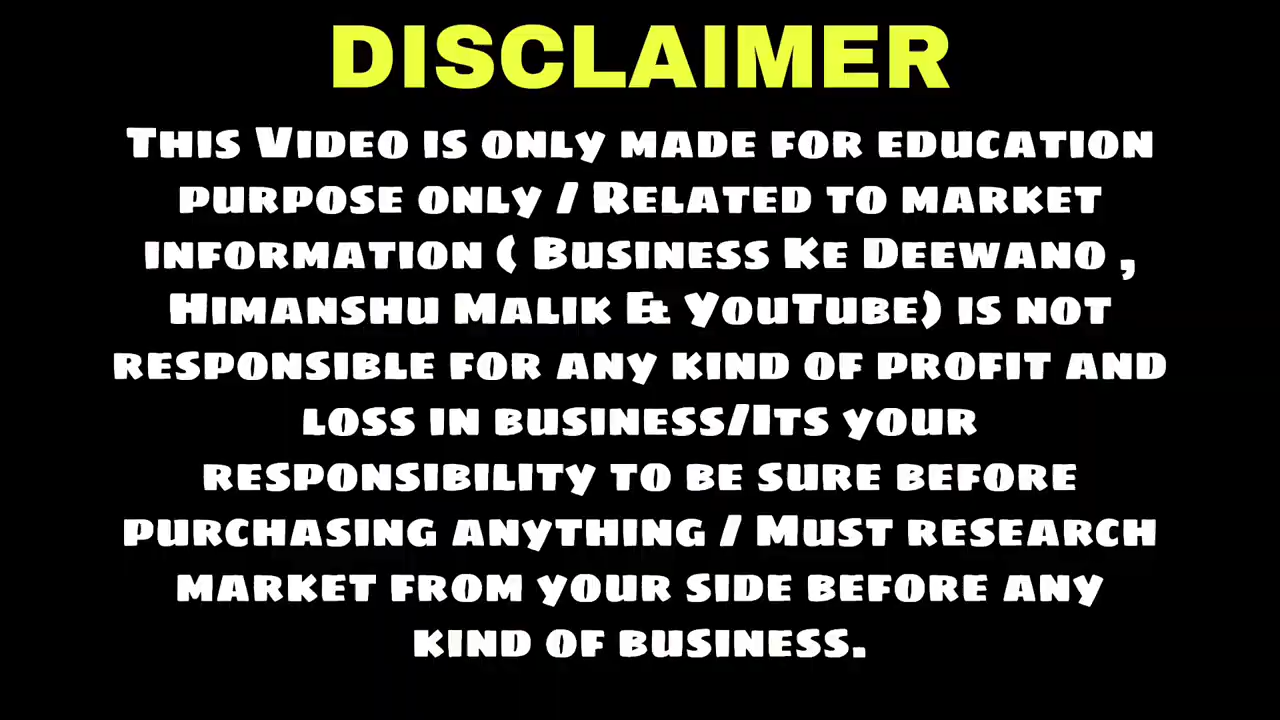 DISCLAIMER
This Video is only made for education
purpose only / Related to market
information ( Business Ke Deewano ,
Himanshu Malik & YouTube) is not
responsible for any kind of profit and
loss in business/Its your
responsibility to be sure before
purchasing anything / Must research
market from your side before any
kind of business.